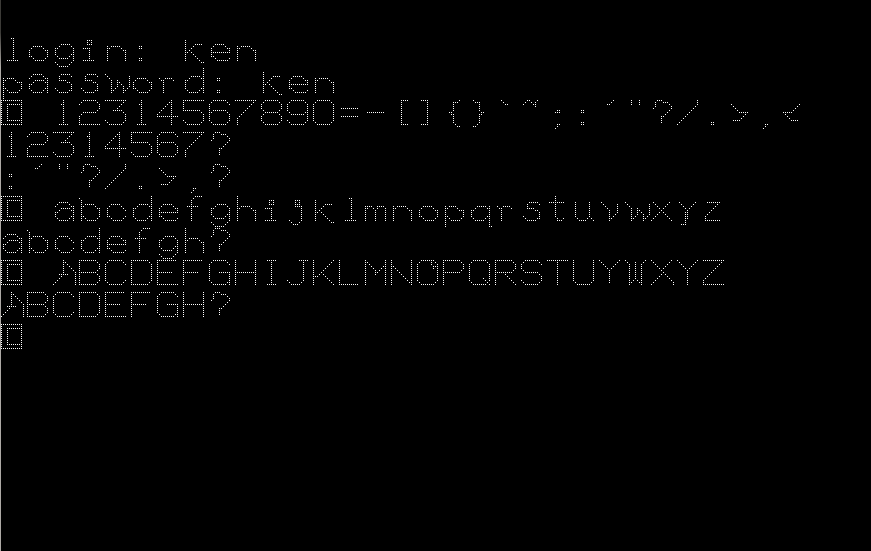 login: ken
password: ken
⌷ 12314567890=-[]{}`~;:´"?/.>,<
12314567?
:´"?/.>,?
⌷ abcdefghijklmnopqrstuvwxyz
abcdefgh?
⌷ ABCDEFGHIJKLMNOPQRSTUVWXYZ
ABCDEFGH?
⌷